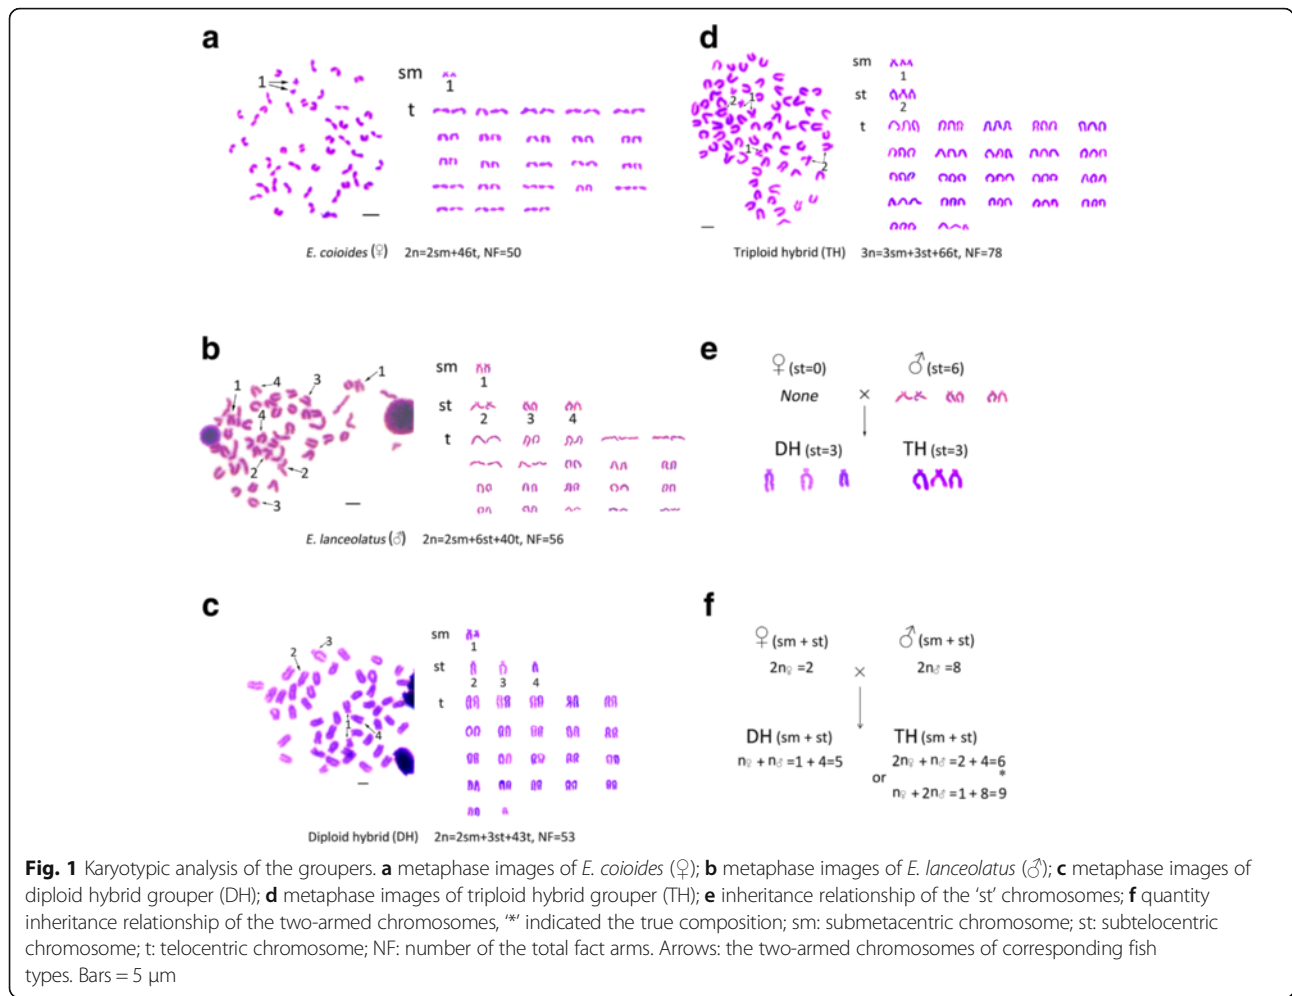 a
1
sm
1
t
E. coioides (♀) 2n=2sm+46t, NF=50
d
2 1
1
2
sm
1
st
2
t
Triploid hybrid (TH) 3n=3sm+3st+66t, NF=78
b
1
4
3
1
4
2
2
3
sm
1
st
2 3 4
t
E. lanceolatus (♂) 2n=2sm+6st+40t, NF=56
e
♀ (st=0) ♂ (st=6)
None ×
DH (st=3) TH (st=3)
c
2
3
1
4
sm
1
st
2 3 4
t
Diploid hybrid (DH) 2n=2sm+3st+43t, NF=53
f
♀ (sm + st) ♂ (sm + st)
2n♀ =2 × 2n♂ =8
DH (sm + st) TH (sm + st)
n♀ + n♂ =1 + 4=5 2n♀ + n♂ =2 + 4=6
or *
n♀ + 2n♂ =1 + 8=9
Fig. 1 Karyotypic analysis of the groupers. a metaphase images of E. coioides (♀); b metaphase images of E. lanceolatus (♂); c metaphase images of
diploid hybrid grouper (DH); d metaphase images of triploid hybrid grouper (TH); e inheritance relationship of the ‘st’ chromosomes; f quantity
inheritance relationship of the two-armed chromosomes, ‘*’ indicated the true composition; sm: submetacentric chromosome; st: subtelocentric
chromosome; t: telocentric chromosome; NF: number of the total fact arms. Arrows: the two-armed chromosomes of corresponding fish
types. Bars = 5 μm